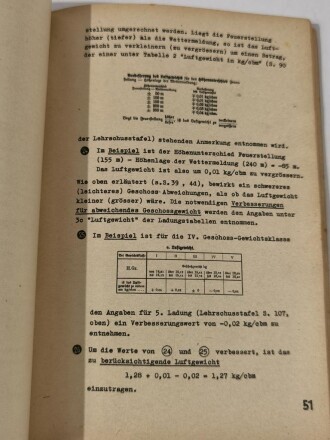 stellung umgerechnet werden. Liegt die Feuerstellung
höher (tiefer) als die Wettermeldung, so ist das Luft-
gewicht zu verkleinern (zu vergrössern) um einen Betrag,
der einer unter Tabelle 2 "Luftgewicht in kg/cbm" (S. 90
der Lehrschusstafel) stehenden Anmerkung entnommen wird.
Im Beispiel ist der Höhenunterschied Feuerstellung
(155 m) - Höhenlage der Wettermeldung (240 m) = -85 m.
Das Luftgewicht ist also um 0,01 kg/cbm zu vergrössern.
Wie oben erläutert (s.S. 39, 44), bewirkt ein schwereres
(leichteres) Geschoss Abweichungen, als ob das Luftgewicht
kleiner (grösser) wäre. Die notwendigen Verbesserungen
für abweichendes Geschossgewicht werden den Angaben unter
3c "Luftgewicht" der Ladungstafeln entnommen.
Im Beispiel ist für die IV. Geschoss-Gewichtsklasse
c. Luftgewicht.
I II III IV V
den Angaben für 5. Ladung (Lehrschusstafel S. 107,
oben) ein Verbesserungswert von -0,02 kg/cbm zu
entnehmen.
Um die Werte von 24 und 25 verbessert, ist das
zu berücksichtigende Luftgewicht
1,28 + 0,01 - 0,02 = 1,27 kg/cbm
einzutragen.
51